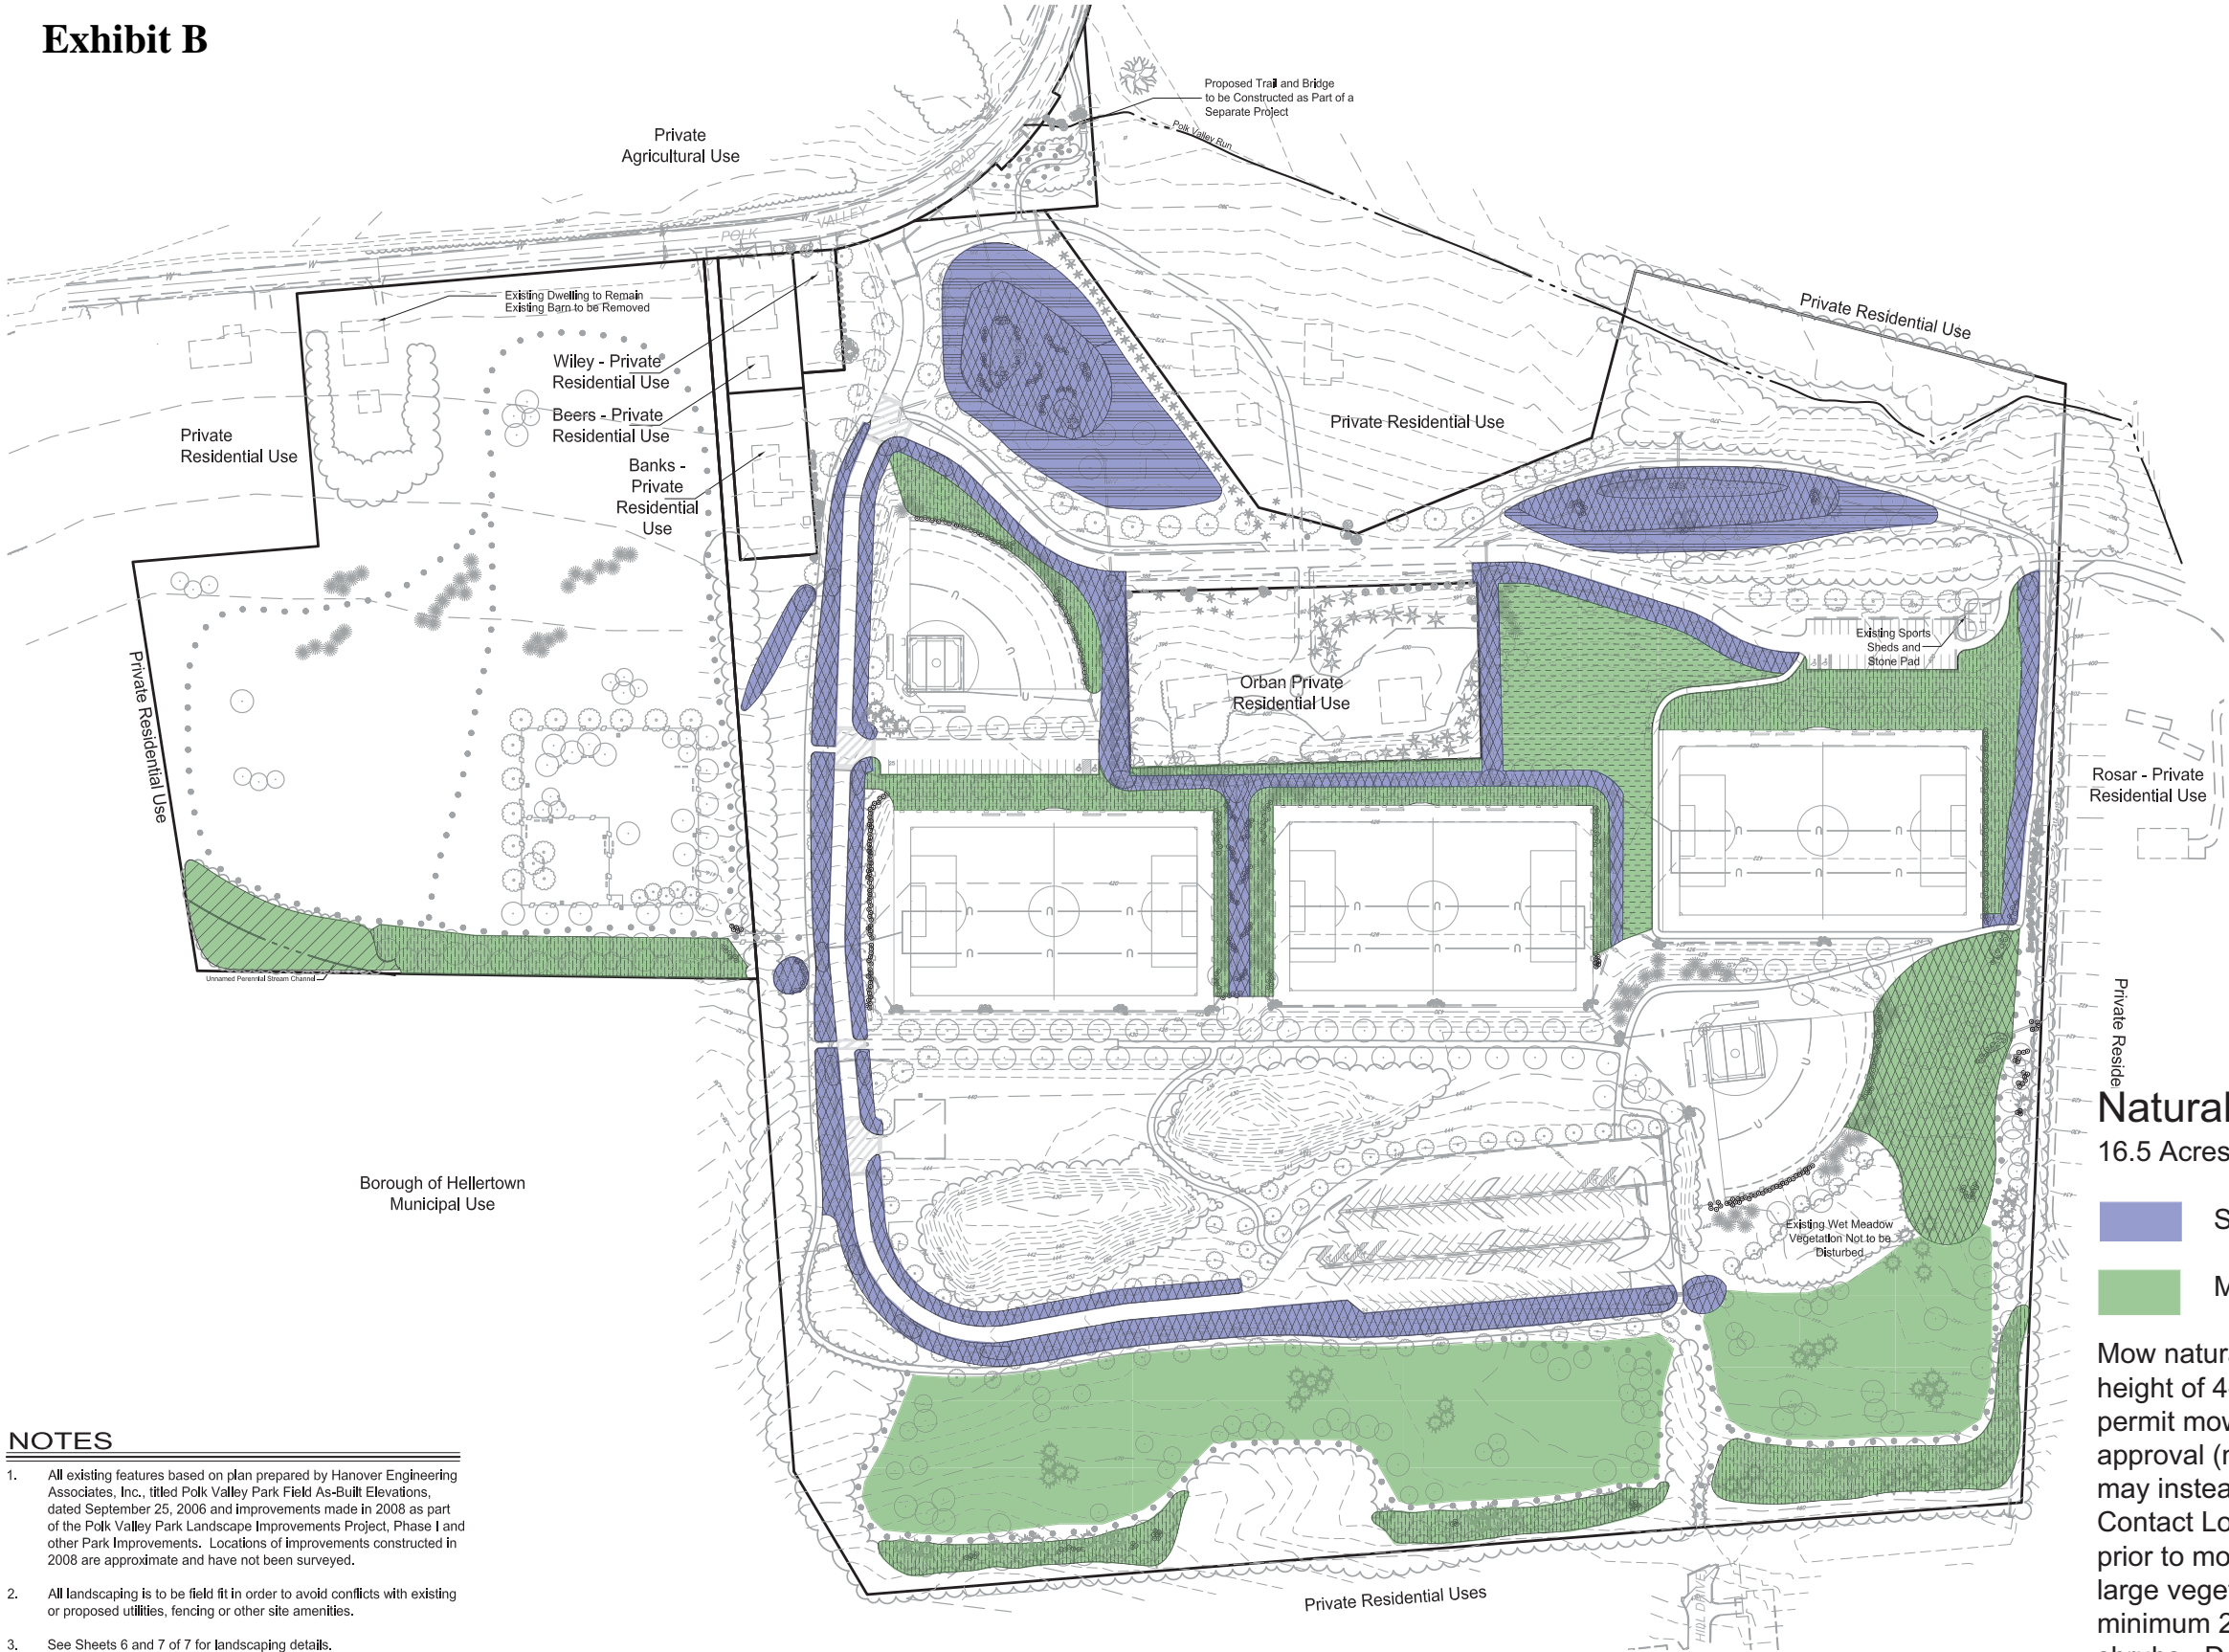 Exhibit B
Proposed Trail and Bridge
to be Constructed as Part of a
Separate Project
Polk Valley Run
Private
Agricultural Use
ROAD
VALLEY
POLK
Existing Dwelling to Remain
Existing Barn to be Removed
Private Residential Use
Wiley - Private
Residential Use
Beers - Private
Residential Use
Private
Residential Use
Private Residential Use
Banks -
Private
Residential
Use
Existing Sports
Sheds and
Stone Pad
Private Residential Use
Orban Private
Residential Use
Rosar - Private
Residential Use
Unnamed Perennial Stream Channel
Private Reside
Natural
16.5 Acres
Borough of Hellertown
Municipal Use
Existing Wet Meadow
Vegetation Not to be
Disturbed
S
M
Mow natura
height of 4
permit mov
approval (r
may instea
Contact Lo
prior to mo
large veget
minimum 2
Private Residential Uses
HIDL DRIVE
NOTES
1. All existing features based on plan prepared by Hanover Engineering
Associates, Inc., titled Polk Valley Park Field As-Built Elevations,
dated September 25, 2006 and improvements made in 2008 as part
of the Polk Valley Park Landscape Improvements Project, Phase I and
other Park Improvements. Locations of improvements constructed in
2008 are approximate and have not been surveyed.
2. All landscaping is to be field fit in order to avoid conflicts with existing
or proposed utilities, fencing or other site amenities.
3. See Sheets 6 and 7 of 7 for landscaping details.